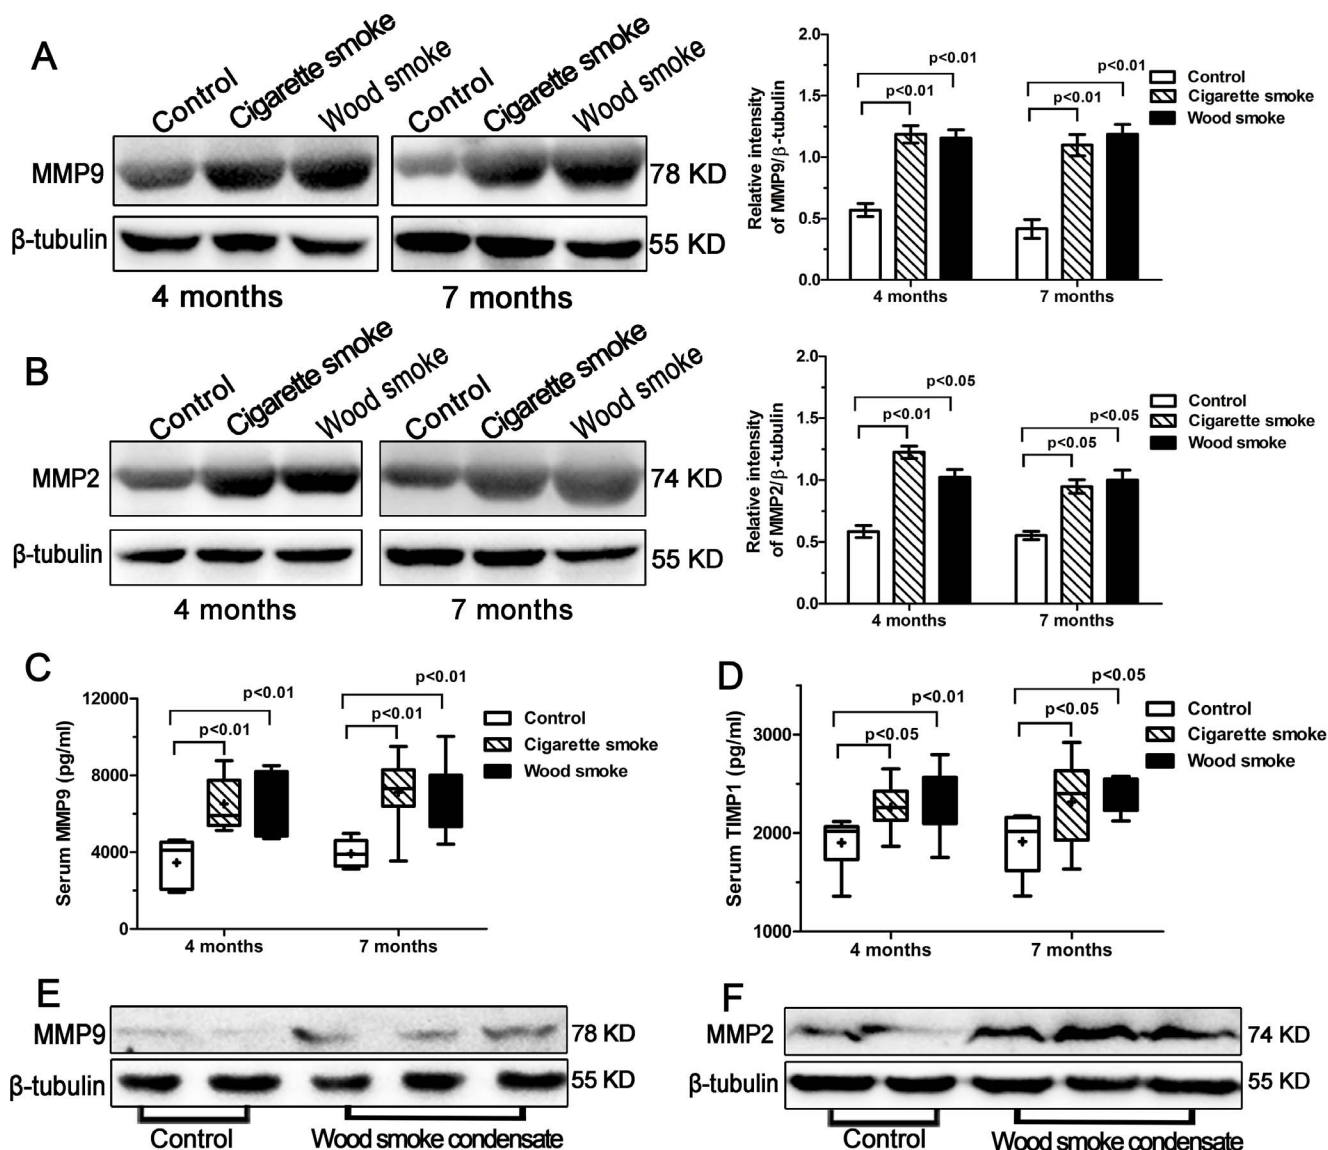 A
Control
Cigarette smoke
Wood smoke
Control
Cigarette smoke
Wood smoke
MMP9
78 KD
β-tubulin
55 KD
4 months
7 months
Relative intensity
of MMP9/β-tubulin
2.0
1.5
1.0
0.5
0.0
p<0.01
p<0.01
p<0.01
p<0.01
4 months
7 months
Control
Cigarette smoke
Wood smoke
B
Control
Cigarette smoke
Wood smoke
Control
Cigarette smoke
Wood smoke
MMP2
74 KD
β-tubulin
55 KD
4 months
7 months
Relative intensity
of MMP2/β-tubulin
2.0
1.5
1.0
0.5
0.0
p<0.05
p<0.01
p<0.05
p<0.05
4 months
7 months
Control
Cigarette smoke
Wood smoke
C
Serum MMP9 (pg/ml)
12000
8000
4000
0
p<0.01
p<0.01
p<0.01
p<0.01
4 months
7 months
Control
Cigarette smoke
Wood smoke
D
Serum TIMP1 (pg/ml)
3000
2000
1000
p<0.01
p<0.05
p<0.05
p<0.05
4 months
7 months
Control
Cigarette smoke
Wood smoke
E
MMP9
78 KD
β-tubulin
55 KD
Control
Wood smoke condensate
F
MMP2
74 KD
β-tubulin
55 KD
Control
Wood smoke condensate